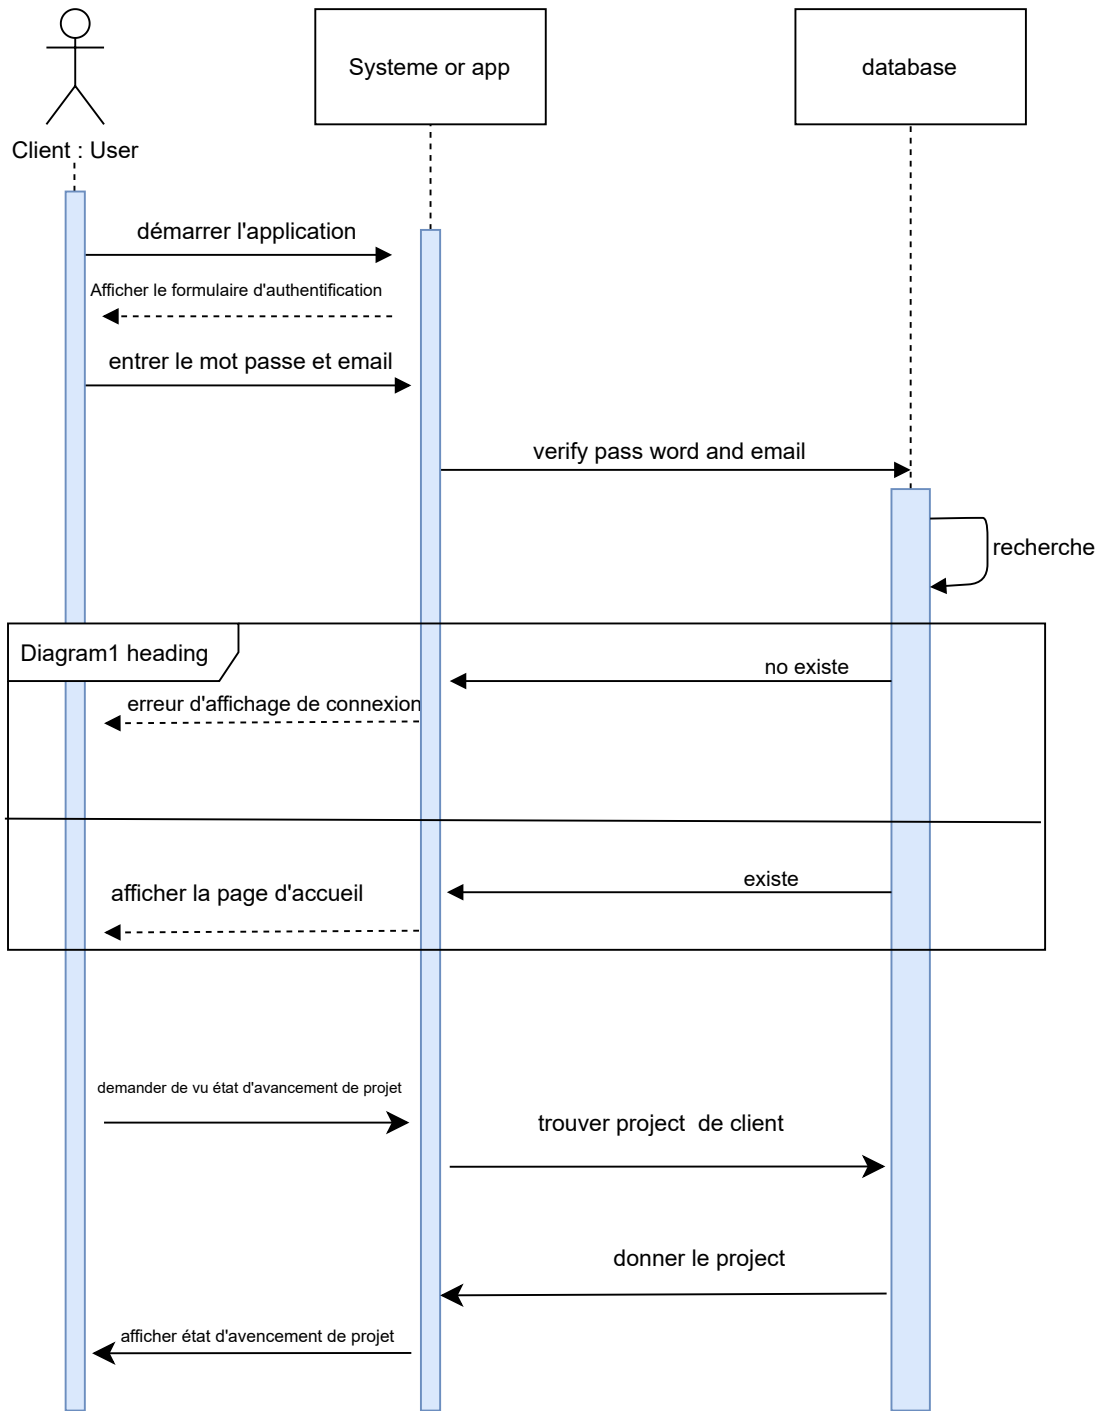 Systeme or app
database
Client : User
démarrer l'application
Afficher le formulaire d'authentification
entrer le mot passe et email
verify pass word and email
recherche
Diagram1 heading
no existe
erreur d'affichage de connexion
existe
afficher la page d'accueil
demander de vu état d'avancement de projet
trouver project  de client
donner le project
afficher état d'avencement de projet